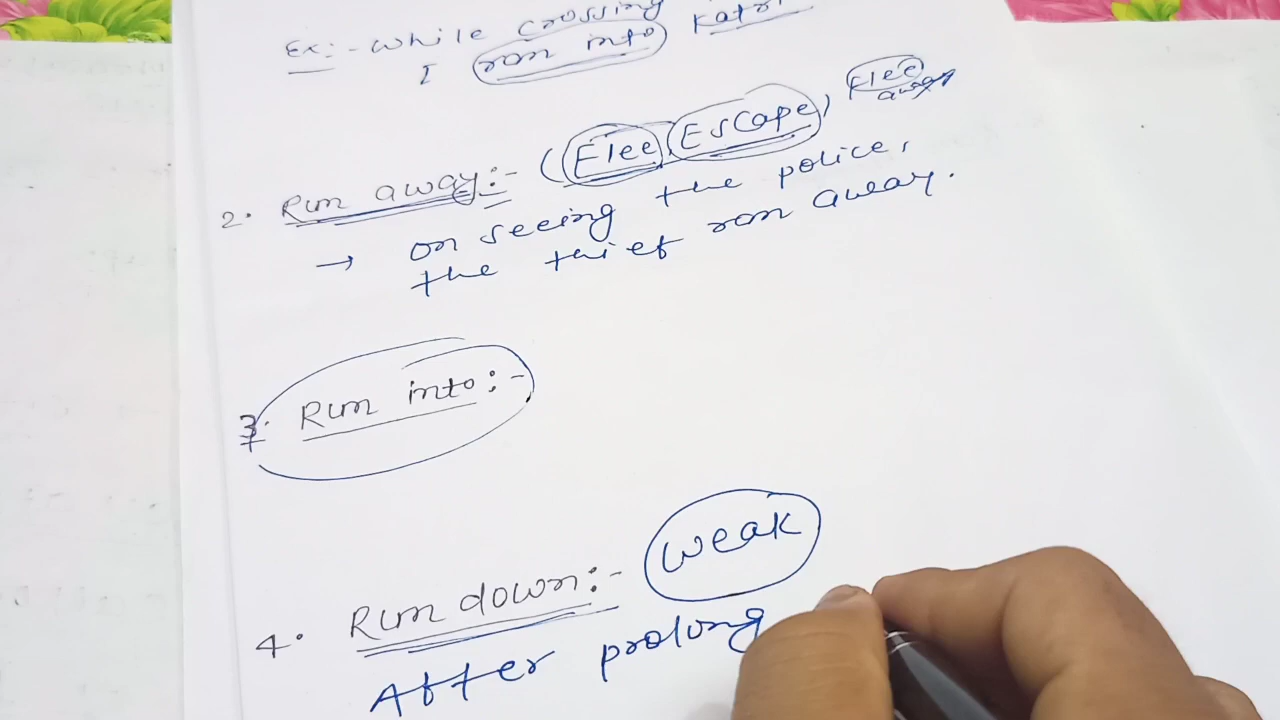 Ex:- While crossing
I ran into Katri
2. Run away:- (Flee, Escape, Flee away
→ on seeing the police,
the thief ran away.
3. Run into:-
4. Run down:- weak
After prolong